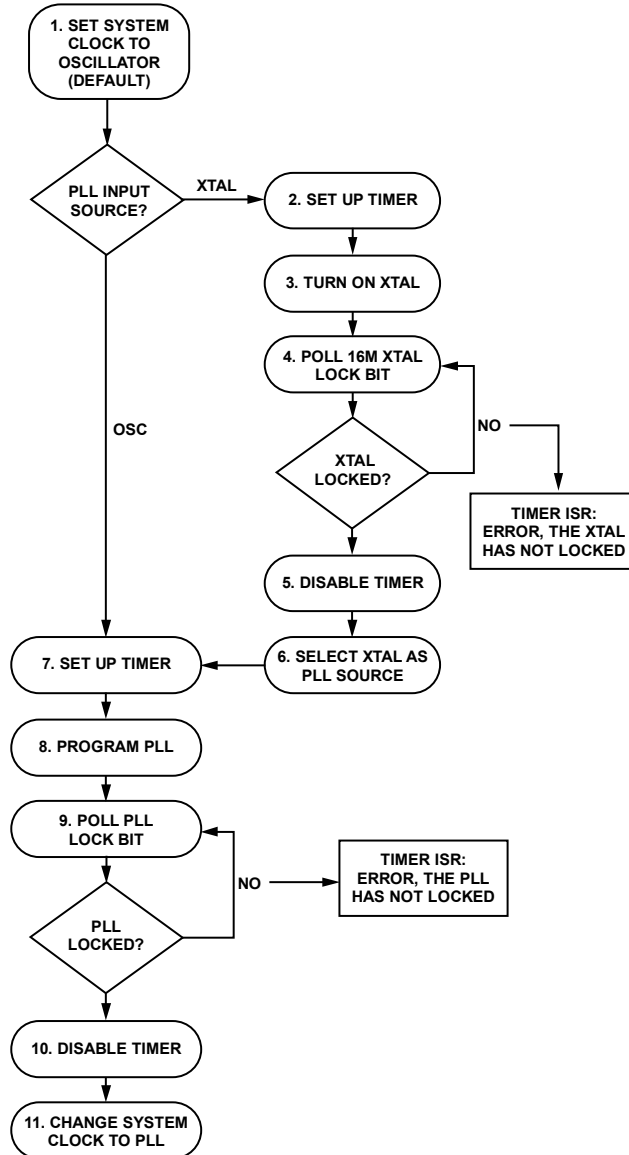 1. SET SYSTEM
CLOCK TO
OSCILLATOR
(DEFAULT)
PLL INPUT
SOURCE?
XTAL
2. SET UP TIMER
3. TURN ON XTAL
4. POLL 16M XTAL
LOCK BIT
OSC
XTAL
LOCKED?
NO
TIMER ISR:
ERROR, THE XTAL
HAS NOT LOCKED
5. DISABLE TIMER
6. SELECT XTAL AS
PLL SOURCE
7. SET UP TIMER
8. PROGRAM PLL
9. POLL PLL
LOCK BIT
PLL
LOCKED?
NO
TIMER ISR:
ERROR, THE PLL
HAS NOT LOCKED
10. DISABLE TIMER
11. CHANGE SYSTEM
CLOCK TO PLL